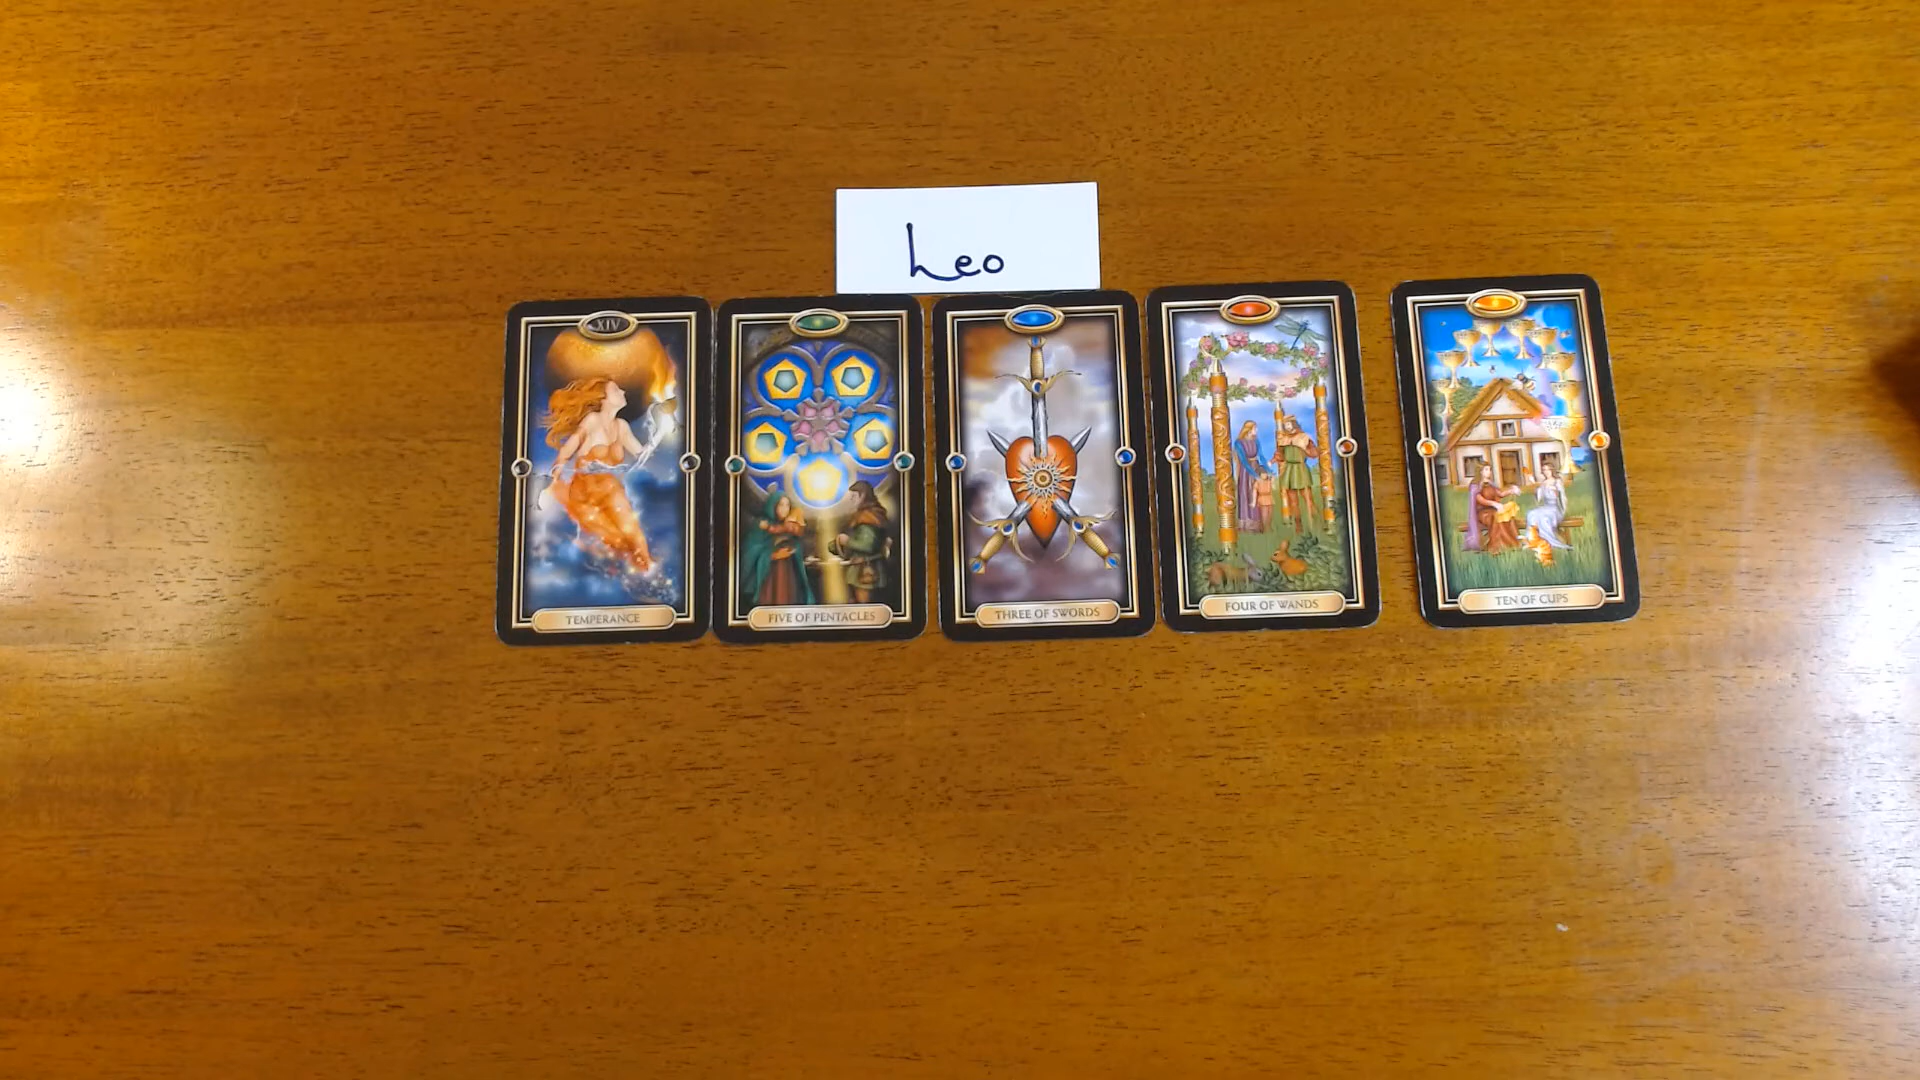 Leo
XIV
TEMPERANCE
FIVE OF PENTACLES
THREE OF SWORDS
FOUR OF WANDS
TEN OF CUPS